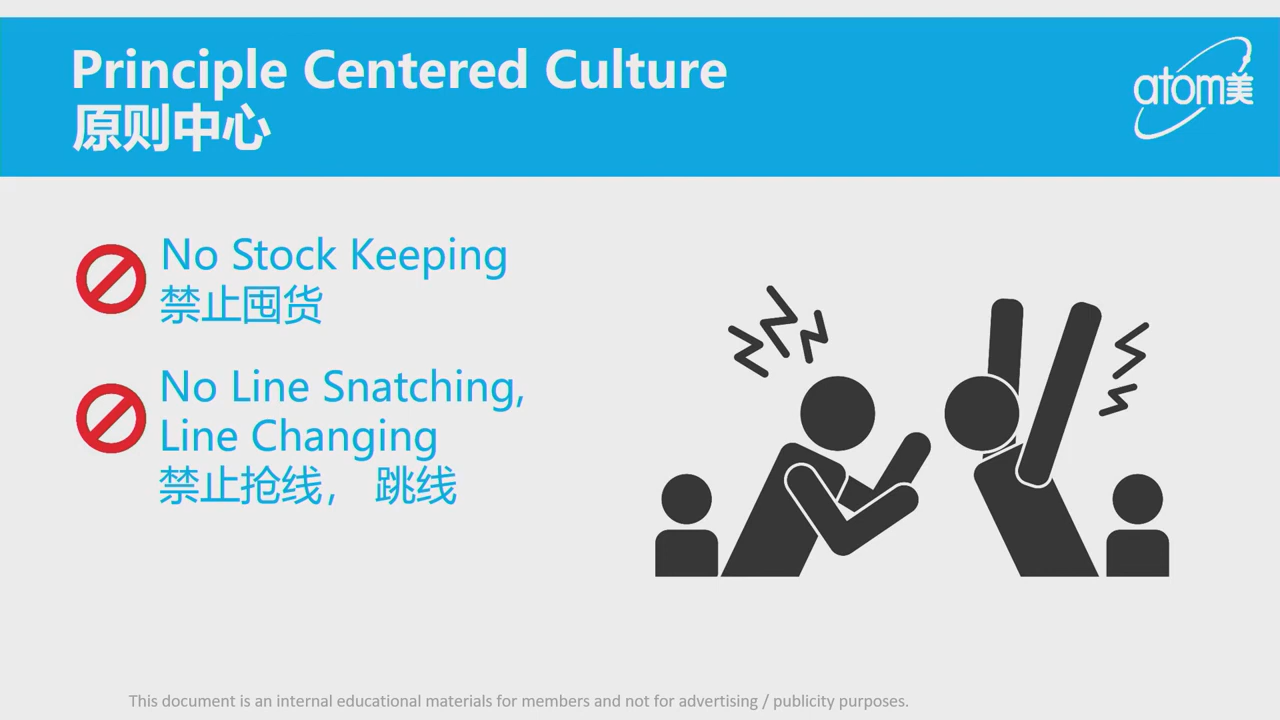 Principle Centered Culture
原则中心
atom美
No Stock Keeping
禁止囤货
No Line Snatching,
Line Changing
禁止抢线， 跳线
This document is an internal educational materials for members and not for advertising / publicity purposes.